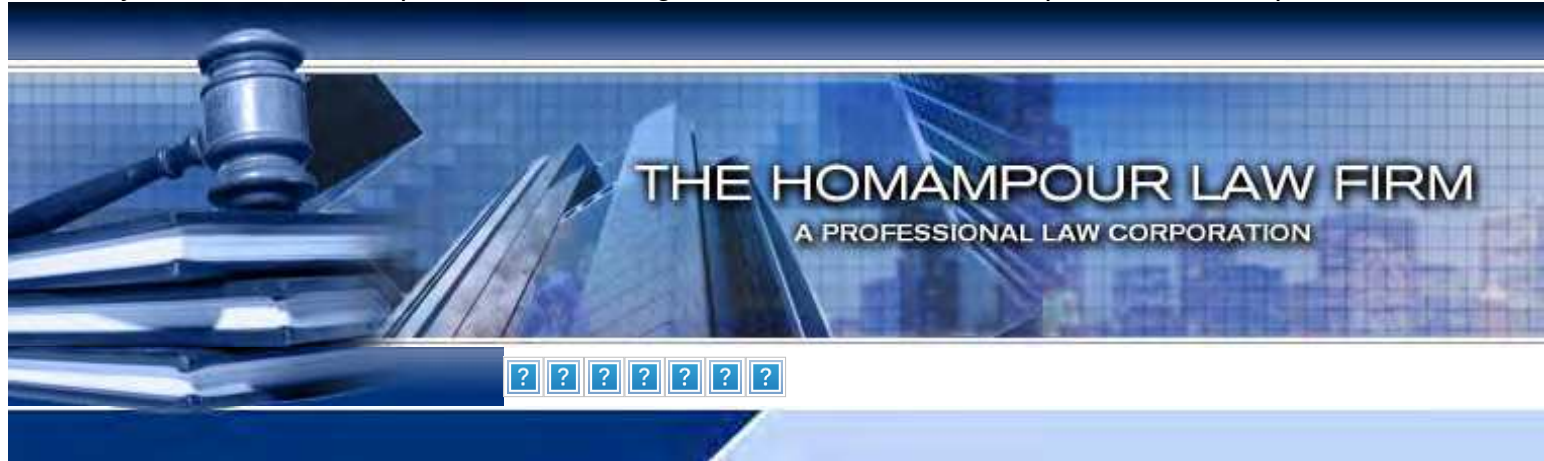 THE HOMAMPOUR LAW FIRM
A PROFESSIONAL LAW CORPORATION
? ? ? ? ? ? ?